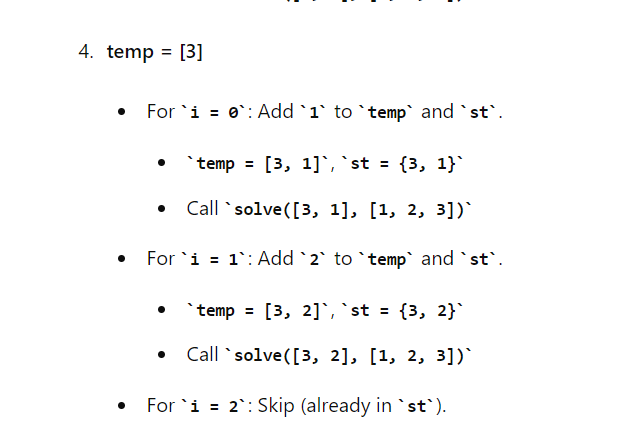 4. temp = [3]
• For `i = 0`: Add `1` to `temp` and `st`.
• `temp = [3, 1]`, `st = {3, 1}`
• Call `solve([3, 1], [1, 2, 3])`
• For `i = 1`: Add `2` to `temp` and `st`.
• `temp = [3, 2]`, `st = {3, 2}`
• Call `solve([3, 2], [1, 2, 3])`
• For `i = 2`: Skip (already in `st`).